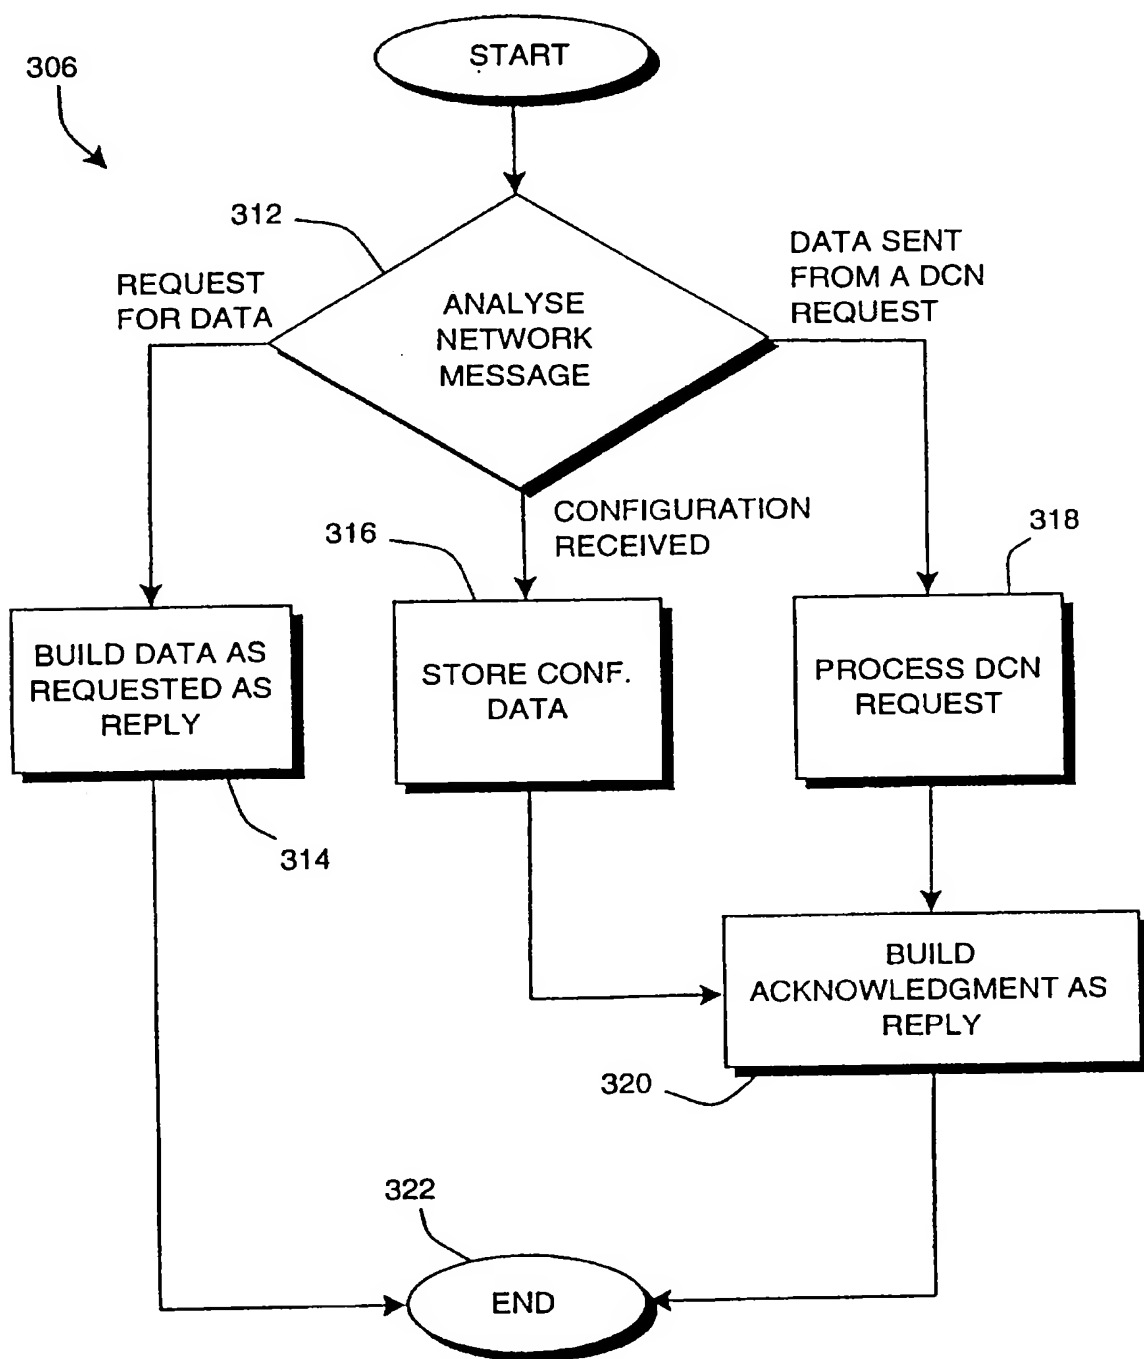 START
306
312
REQUEST
FOR DATA
ANALYSE
NETWORK
MESSAGE
DATA SENT
FROM A DCN
REQUEST
CONFIGURATION
RECEIVED
316
318
BUILD DATA AS
REQUESTED AS
REPLY
STORE CONF.
DATA
PROCESS DCN
REQUEST
314
BUILD
ACKNOWLEDGMENT AS
REPLY
320
322
END